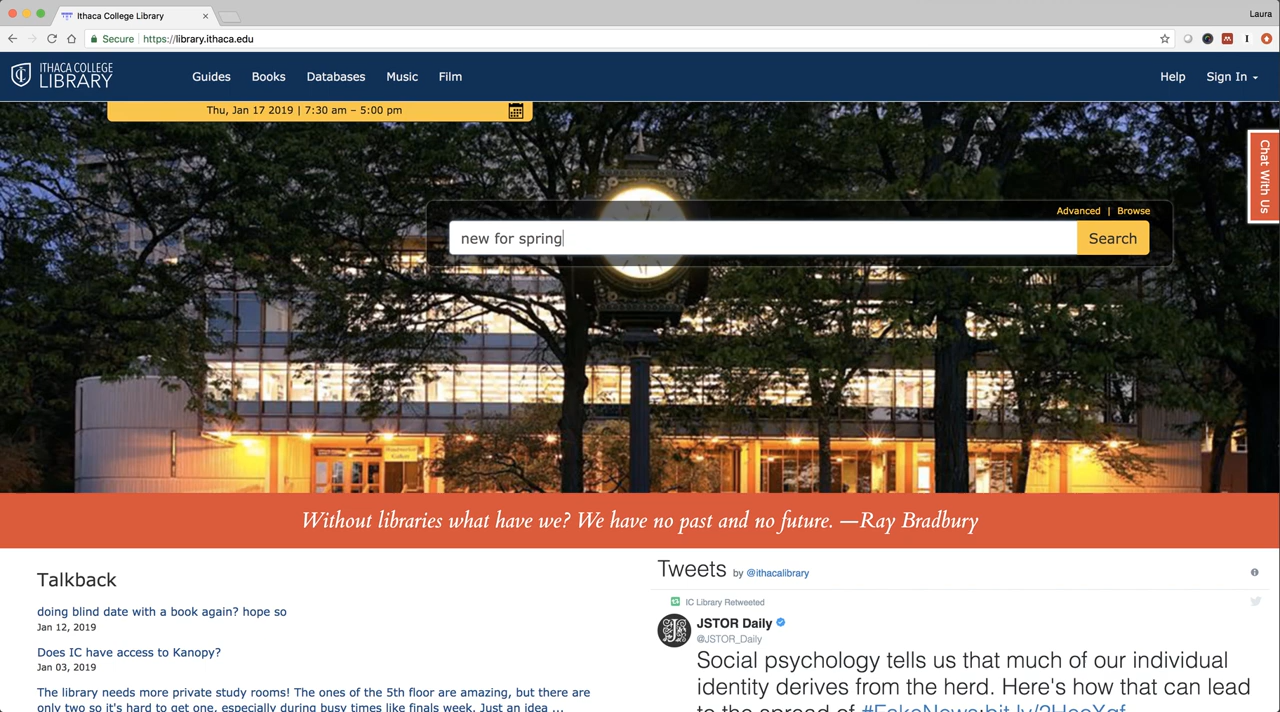 Ithaca College Library
Laura
Secure https://library.ithaca.edu
ITHACA COLLEGE
LIBRARY
Guides Books Databases Music Film Help Sign In
Thu, Jan 17 2019 | 7:30 am – 5:00 pm
Chat With Us
Advanced | Browse
new for spring Search
Without libraries what have we? We have no past and no future. —Ray Bradbury
Talkback
doing blind date with a book again? hope so
Jan 12, 2019
Does IC have access to Kanopy?
Jan 03, 2019
The library needs more private study rooms! The ones of the 5th floor are amazing, but there are
only two so it's hard to get one, especially during busy times like finals week. Just an idea ...
Tweets by @ithacalibrary
IC Library Retweeted
JSTOR Daily
@JSTOR_Daily
Social psychology tells us that much of our individual
identity derives from the herd. Here's how that can lead
to the spread of #FakeNews: